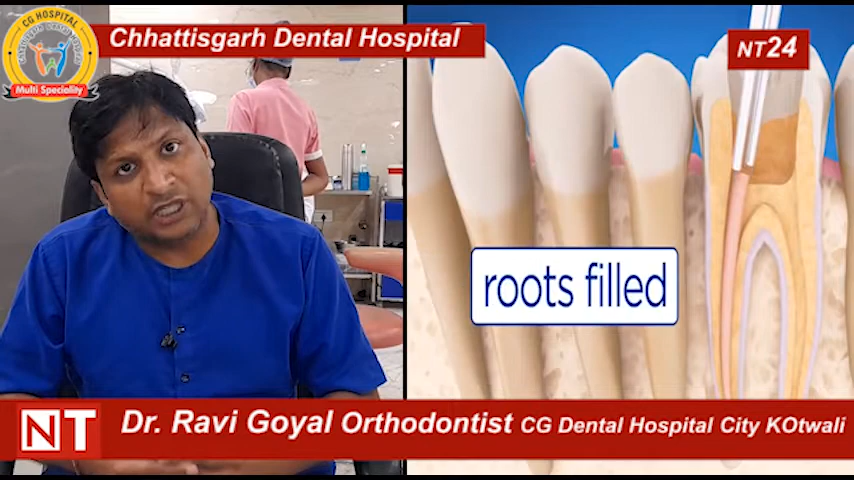 CG HOSPITAL
Multi Speciality
Chhattisgarh Dental Hospital
NT24
roots filled
NT
Dr. Ravi Goyal Orthodontist CG Dental Hospital City KOtwali